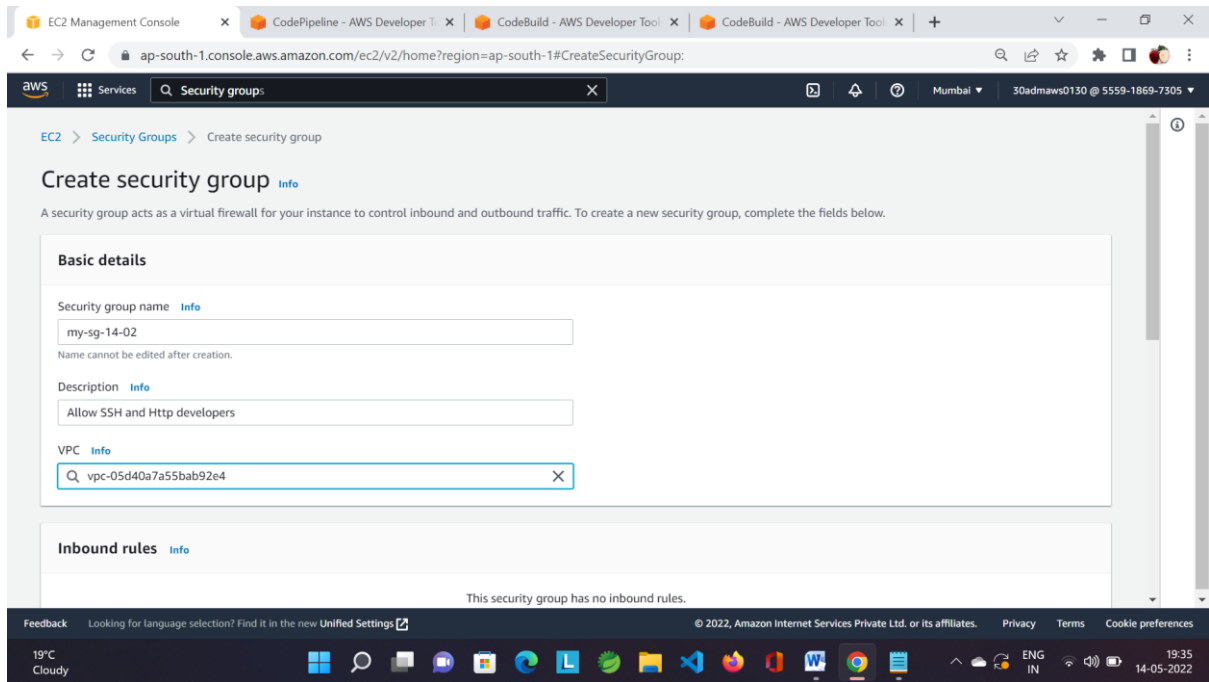 EC2 Management Console
CodePipeline - AWS Developer T
CodeBuild - AWS Developer Tool
CodeBuild - AWS Developer Tool
ap-south-1.console.aws.amazon.com/ec2/v2/home?region=ap-south-1#CreateSecurityGroup:
aws Services Security groups Mumbai 30admaws0130 @ 5559-1869-7305
EC2 > Security Groups > Create security group
Create security group Info
A security group acts as a virtual firewall for your instance to control inbound and outbound traffic. To create a new security group, complete the fields below.
Basic details
Security group name Info
my-sg-14-02
Name cannot be edited after creation.
Description Info
Allow SSH and Http developers
VPC Info
vpc-05d40a7a55bab92e4
Inbound rules Info
This security group has no inbound rules.
Feedback Looking for language selection? Find it in the new Unified Settings © 2022, Amazon Internet Services Private Ltd. or its affiliates. Privacy Terms Cookie preferences
19°C
Cloudy
ENG
IN
19:35
14-05-2022